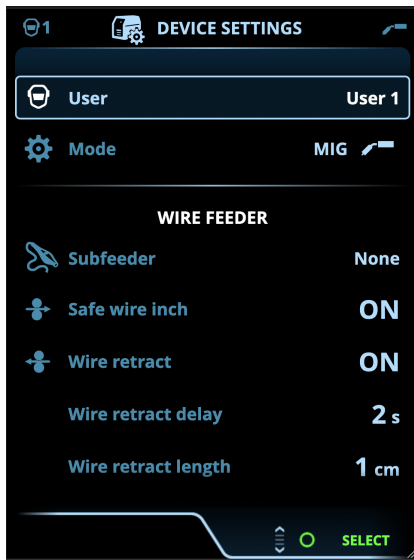 1 DEVICE SETTINGS
User User 1
Mode MIG
WIRE FEEDER
Subfeeder None
Safe wire inch ON
Wire retract ON
Wire retract delay 2 s
Wire retract length 1 cm
SELECT